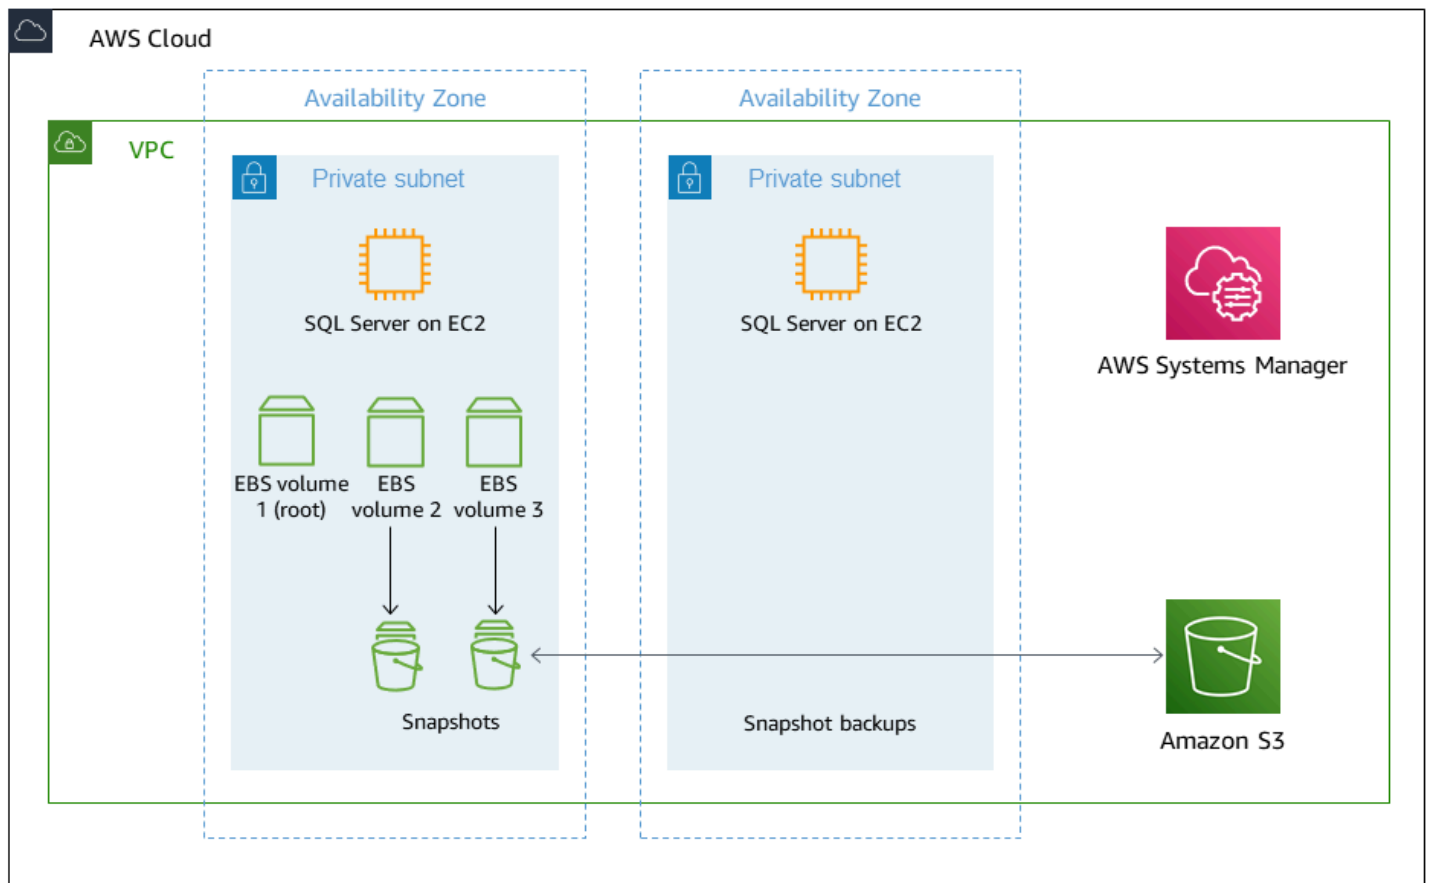 AWS Cloud
Availability Zone
Availability Zone
VPC
Private subnet
Private subnet
SQL Server on EC2
SQL Server on EC2
AWS Systems Manager
EBS volume
1 (root)
EBS
volume 2
EBS
volume 3
Snapshots
Snapshot backups
Amazon S3